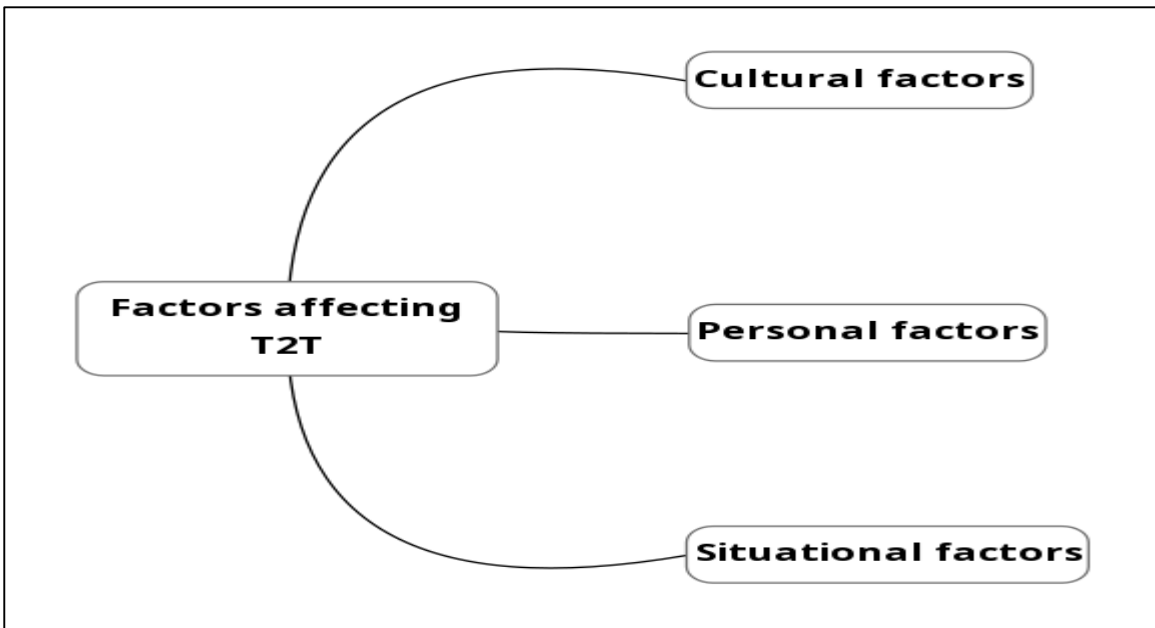 Cultural factors
Factors affecting
T2T
Personal factors
Situational factors